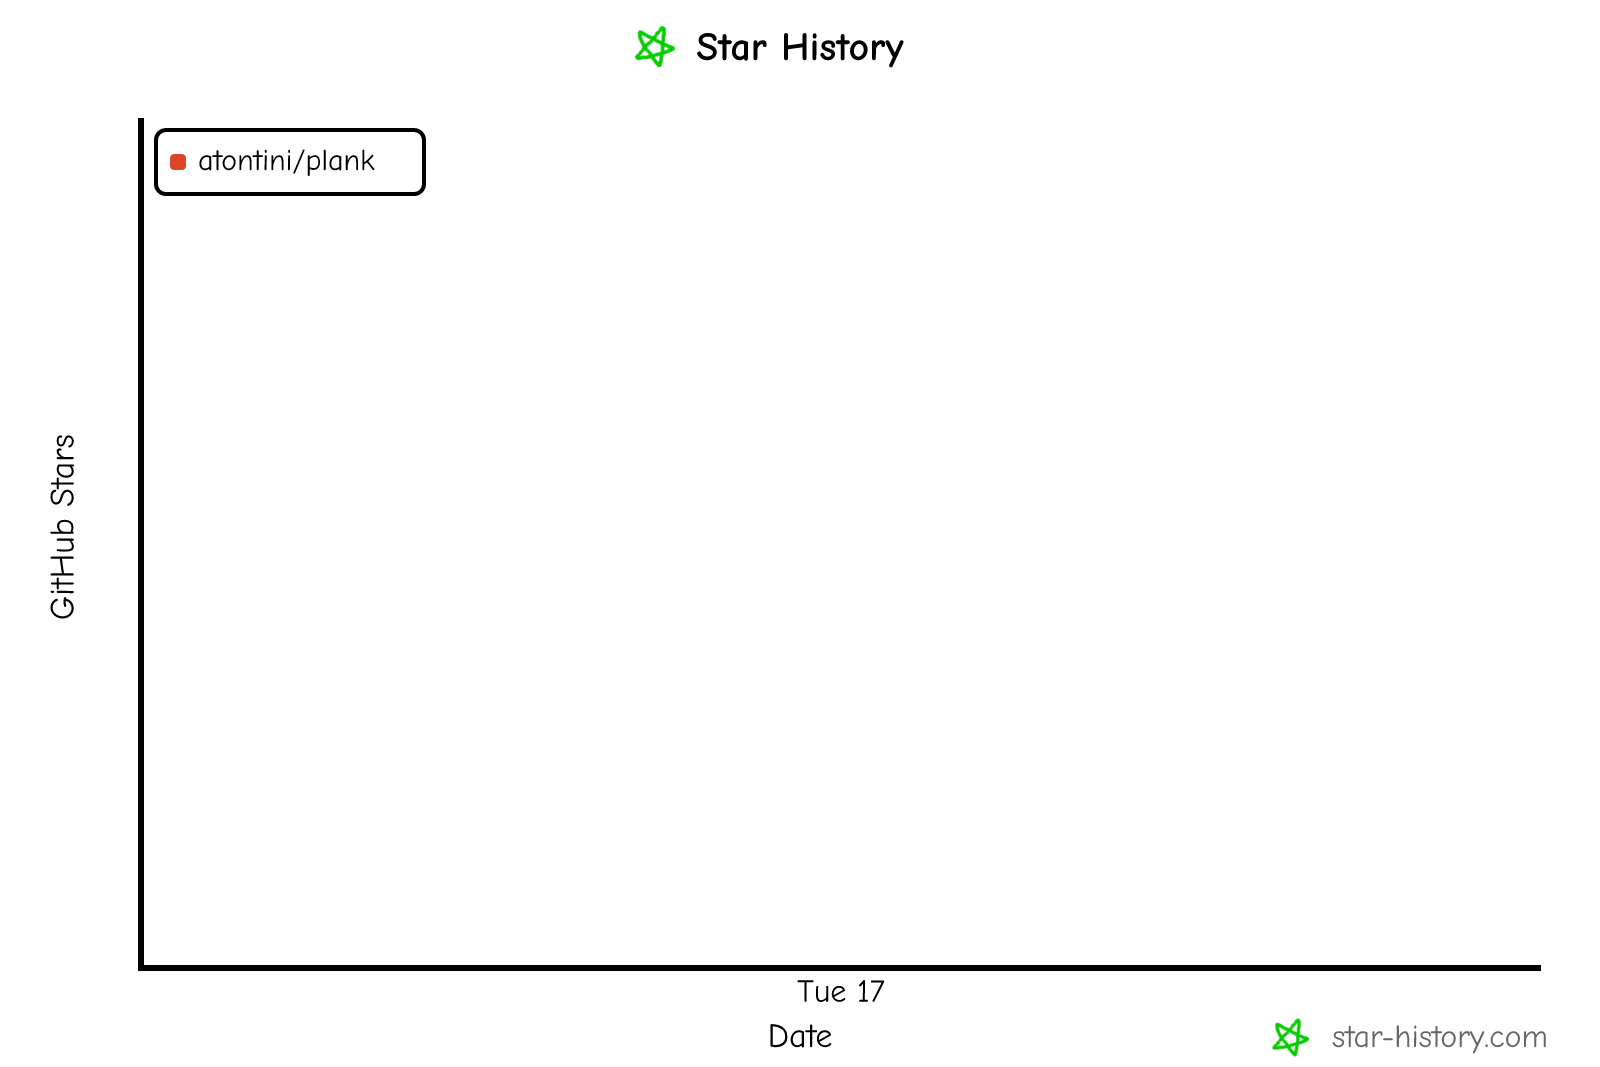 Star History
atontini/plank
GitHub Stars
Tue 17
Date
star-history.com